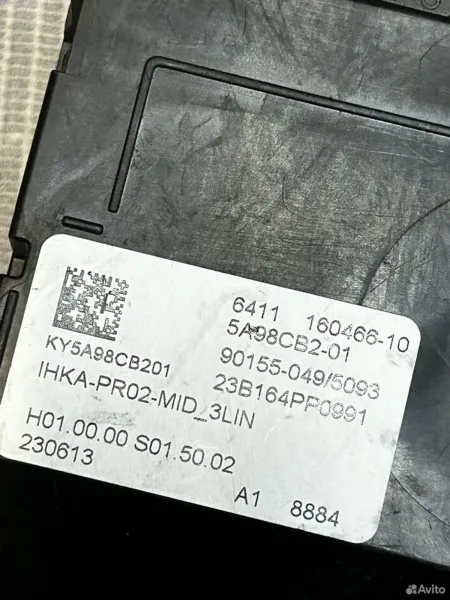 6411 160466-10
5A98CB2-01
KY5A98CB201
90155-049/5093
IHKA-PR02-MID_3LIN
23B164PP0991
H01.00.00 S01.50.02
230613
A1 8884
Avito